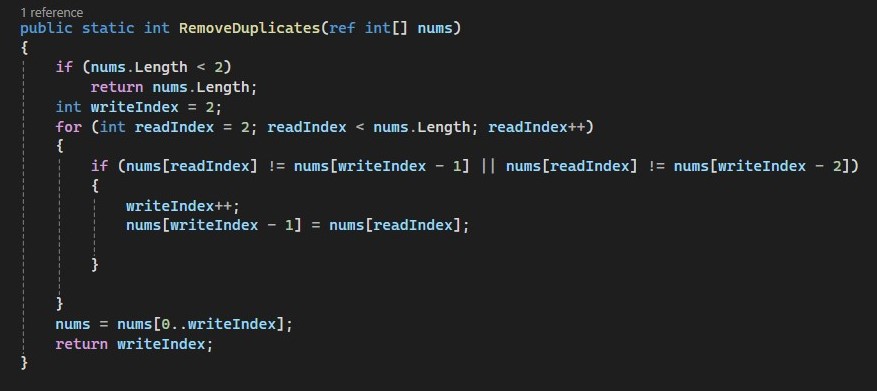 1 reference
public static int RemoveDuplicates(ref int[] nums)
{
if (nums.Length < 2)
return nums.Length;
int writeIndex = 2;
for (int readIndex = 2; readIndex < nums.Length; readIndex++)
{
if (nums[readIndex] != nums[writeIndex - 1] || nums[readIndex] != nums[writeIndex - 2])
{
writeIndex++;
nums[writeIndex - 1] = nums[readIndex];
}
}
nums = nums[0..writeIndex];
return writeIndex;
}